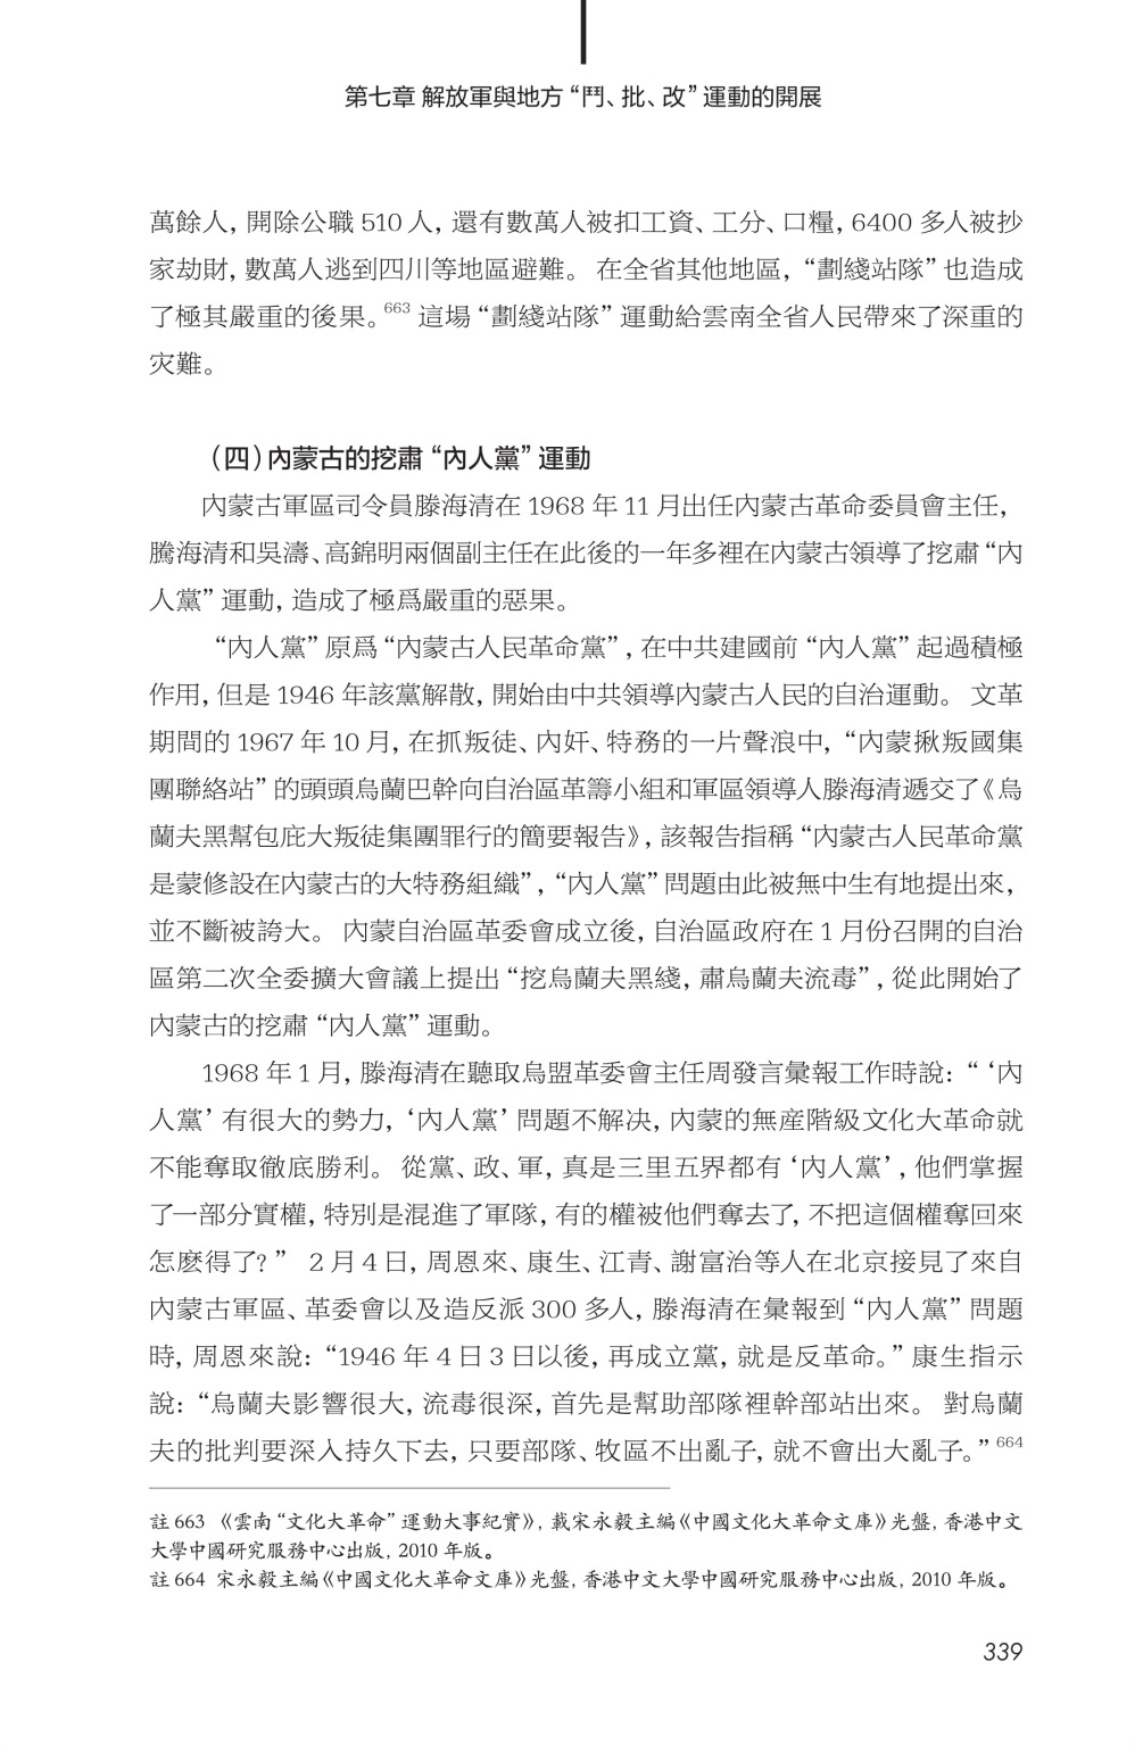 第七章 解放軍與地方“鬥、批、改”運動的開展
萬餘人，開除公職 510 人，還有數萬人被扣工資、工分、口糧，6400 多人被抄
家劫財，數萬人逃到四川等地區避難。 在全省其他地區，“劃綫站隊”也造成
了極其嚴重的後果。663 這場“劃綫站隊”運動給雲南全省人民帶來了深重的
灾難。
（四）內蒙古的挖肅“內人黨”運動
內蒙古軍區司令員滕海清在 1968 年 11 月出任內蒙古革命委員會主任，
騰海清和吳濤、高錦明兩個副主任在此後的一年多裡在內蒙古領導了挖肅“內
人黨”運動，造成了極爲嚴重的惡果。
“內人黨”原爲“內蒙古人民革命黨”，在中共建國前“內人黨”起過積極
作用，但是 1946 年該黨解散，開始由中共領導內蒙古人民的自治運動。 文革
期間的 1967 年 10 月，在抓叛徒、內奸、特務的一片聲浪中，“內蒙揪叛國集
團聯絡站”的頭頭烏蘭巴幹向自治區革籌小組和軍區領導人滕海清遞交了《烏
蘭夫黑幫包庇大叛徒集團罪行的簡要報告》，該報告指稱“內蒙古人民革命黨
是蒙修設在內蒙古的大特務組織”，“內人黨”問題由此被無中生有地提出來，
並不斷被誇大。 內蒙自治區革委會成立後，自治區政府在 1 月份召開的自治
區第二次全委擴大會議上提出“挖烏蘭夫黑綫，肅烏蘭夫流毒”，從此開始了
內蒙古的挖肅“內人黨”運動。
1968 年 1 月，滕海清在聽取烏盟革委會主任周發言彙報工作時說：“‘內
人黨’有很大的勢力，‘內人黨’問題不解決，內蒙的無産階級文化大革命就
不能奪取徹底勝利。 從黨、政、軍，真是三里五界都有‘內人黨’，他們掌握
了一部分實權，特別是混進了軍隊，有的權被他們奪去了，不把這個權奪回來
怎麽得了？” 2 月 4 日，周恩來、康生、江青、謝富治等人在北京接見了來自
內蒙古軍區、革委會以及造反派 300 多人，滕海清在彙報到“內人黨”問題
時，周恩來說：“1946 年 4 日 3 日以後，再成立黨，就是反革命。”康生指示
說：“烏蘭夫影響很大，流毒很深，首先是幫助部隊裡幹部站出來。 對烏蘭
夫的批判要深入持久下去，只要部隊、牧區不出亂子，就不會出大亂子。”664
註 663 《雲南“文化大革命”運動大事紀實》，載宋永毅主編《中國文化大革命文庫》光盤，香港中文
大學中國研究服務中心出版，2010 年版。
註 664 宋永毅主編《中國文化大革命文庫》光盤，香港中文大學中國研究服務中心出版，2010 年版。
339